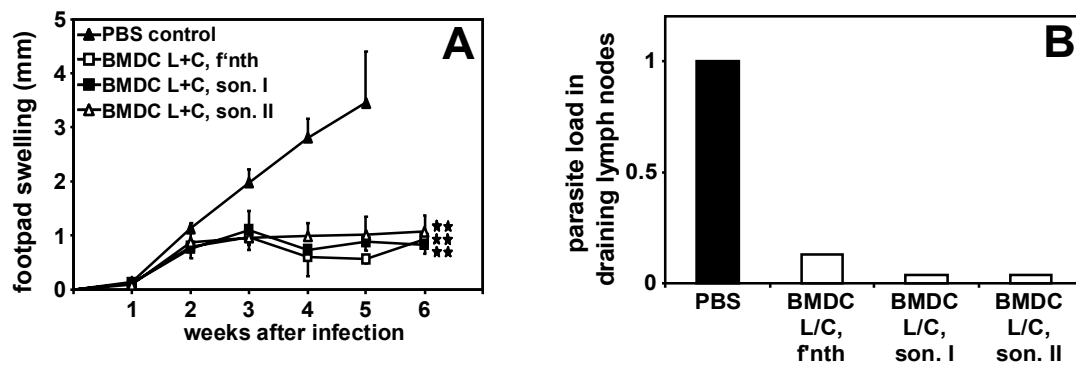 A
5
4
3
2
1
0
footpad swelling (mm)
PBS control
BMDC L+C, f'nth
BMDC L+C, son. I
BMDC L+C, son. II
★★
★★
★★
1 2 3 4 5 6
weeks after infection
B
1
0.5
0
parasite load in
draining lymph nodes
PBS
BMDC
L/C,
f'nth
BMDC
L/C,
son. I
BMDC
L/C,
son. II